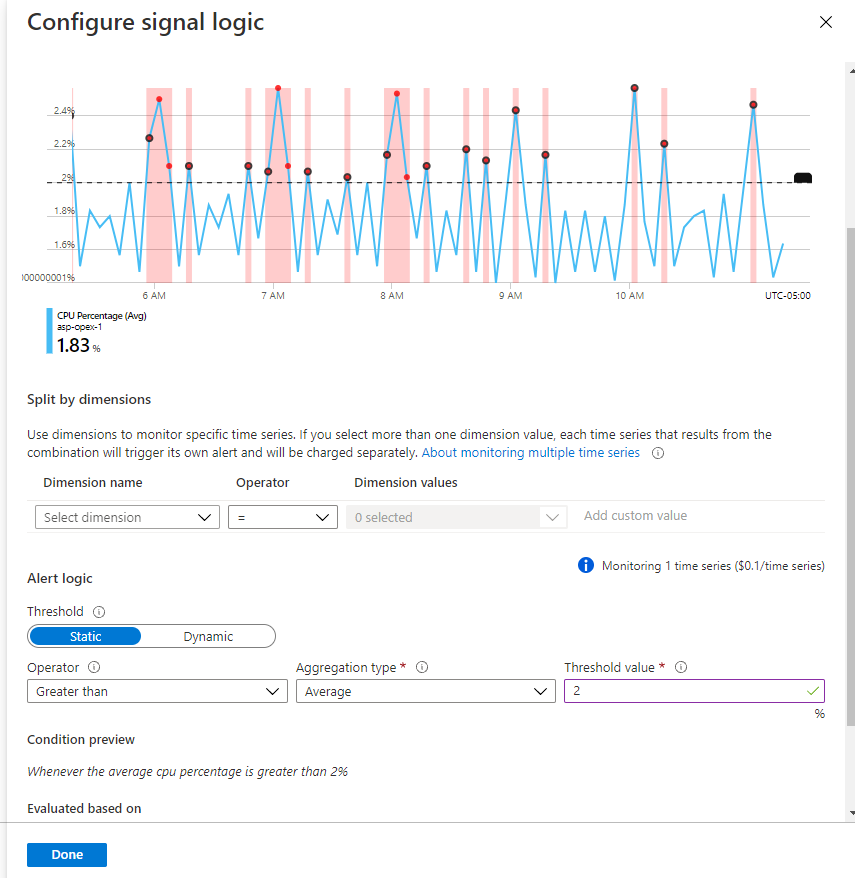 Configure signal logic
2.4%
2.2%
2%
1.8%
1.6%
00000001%
6 AM
7 AM
8 AM
9 AM
10 AM
UTC-05:00
CPU Percentage (Avg)
asp-opex-1
1.83 %
Split by dimensions
Use dimensions to monitor specific time series. If you select more than one dimension value, each time series that results from the
combination will trigger its own alert and will be charged separately. About monitoring multiple time series
Dimension name Operator Dimension values
Select dimension = 0 selected Add custom value
Monitoring 1 time series ($0.1/time series)
Alert logic
Threshold
Static Dynamic
Operator Aggregation type * Threshold value *
Greater than Average 2
%
Condition preview
Whenever the average cpu percentage is greater than 2%
Evaluated based on
Done